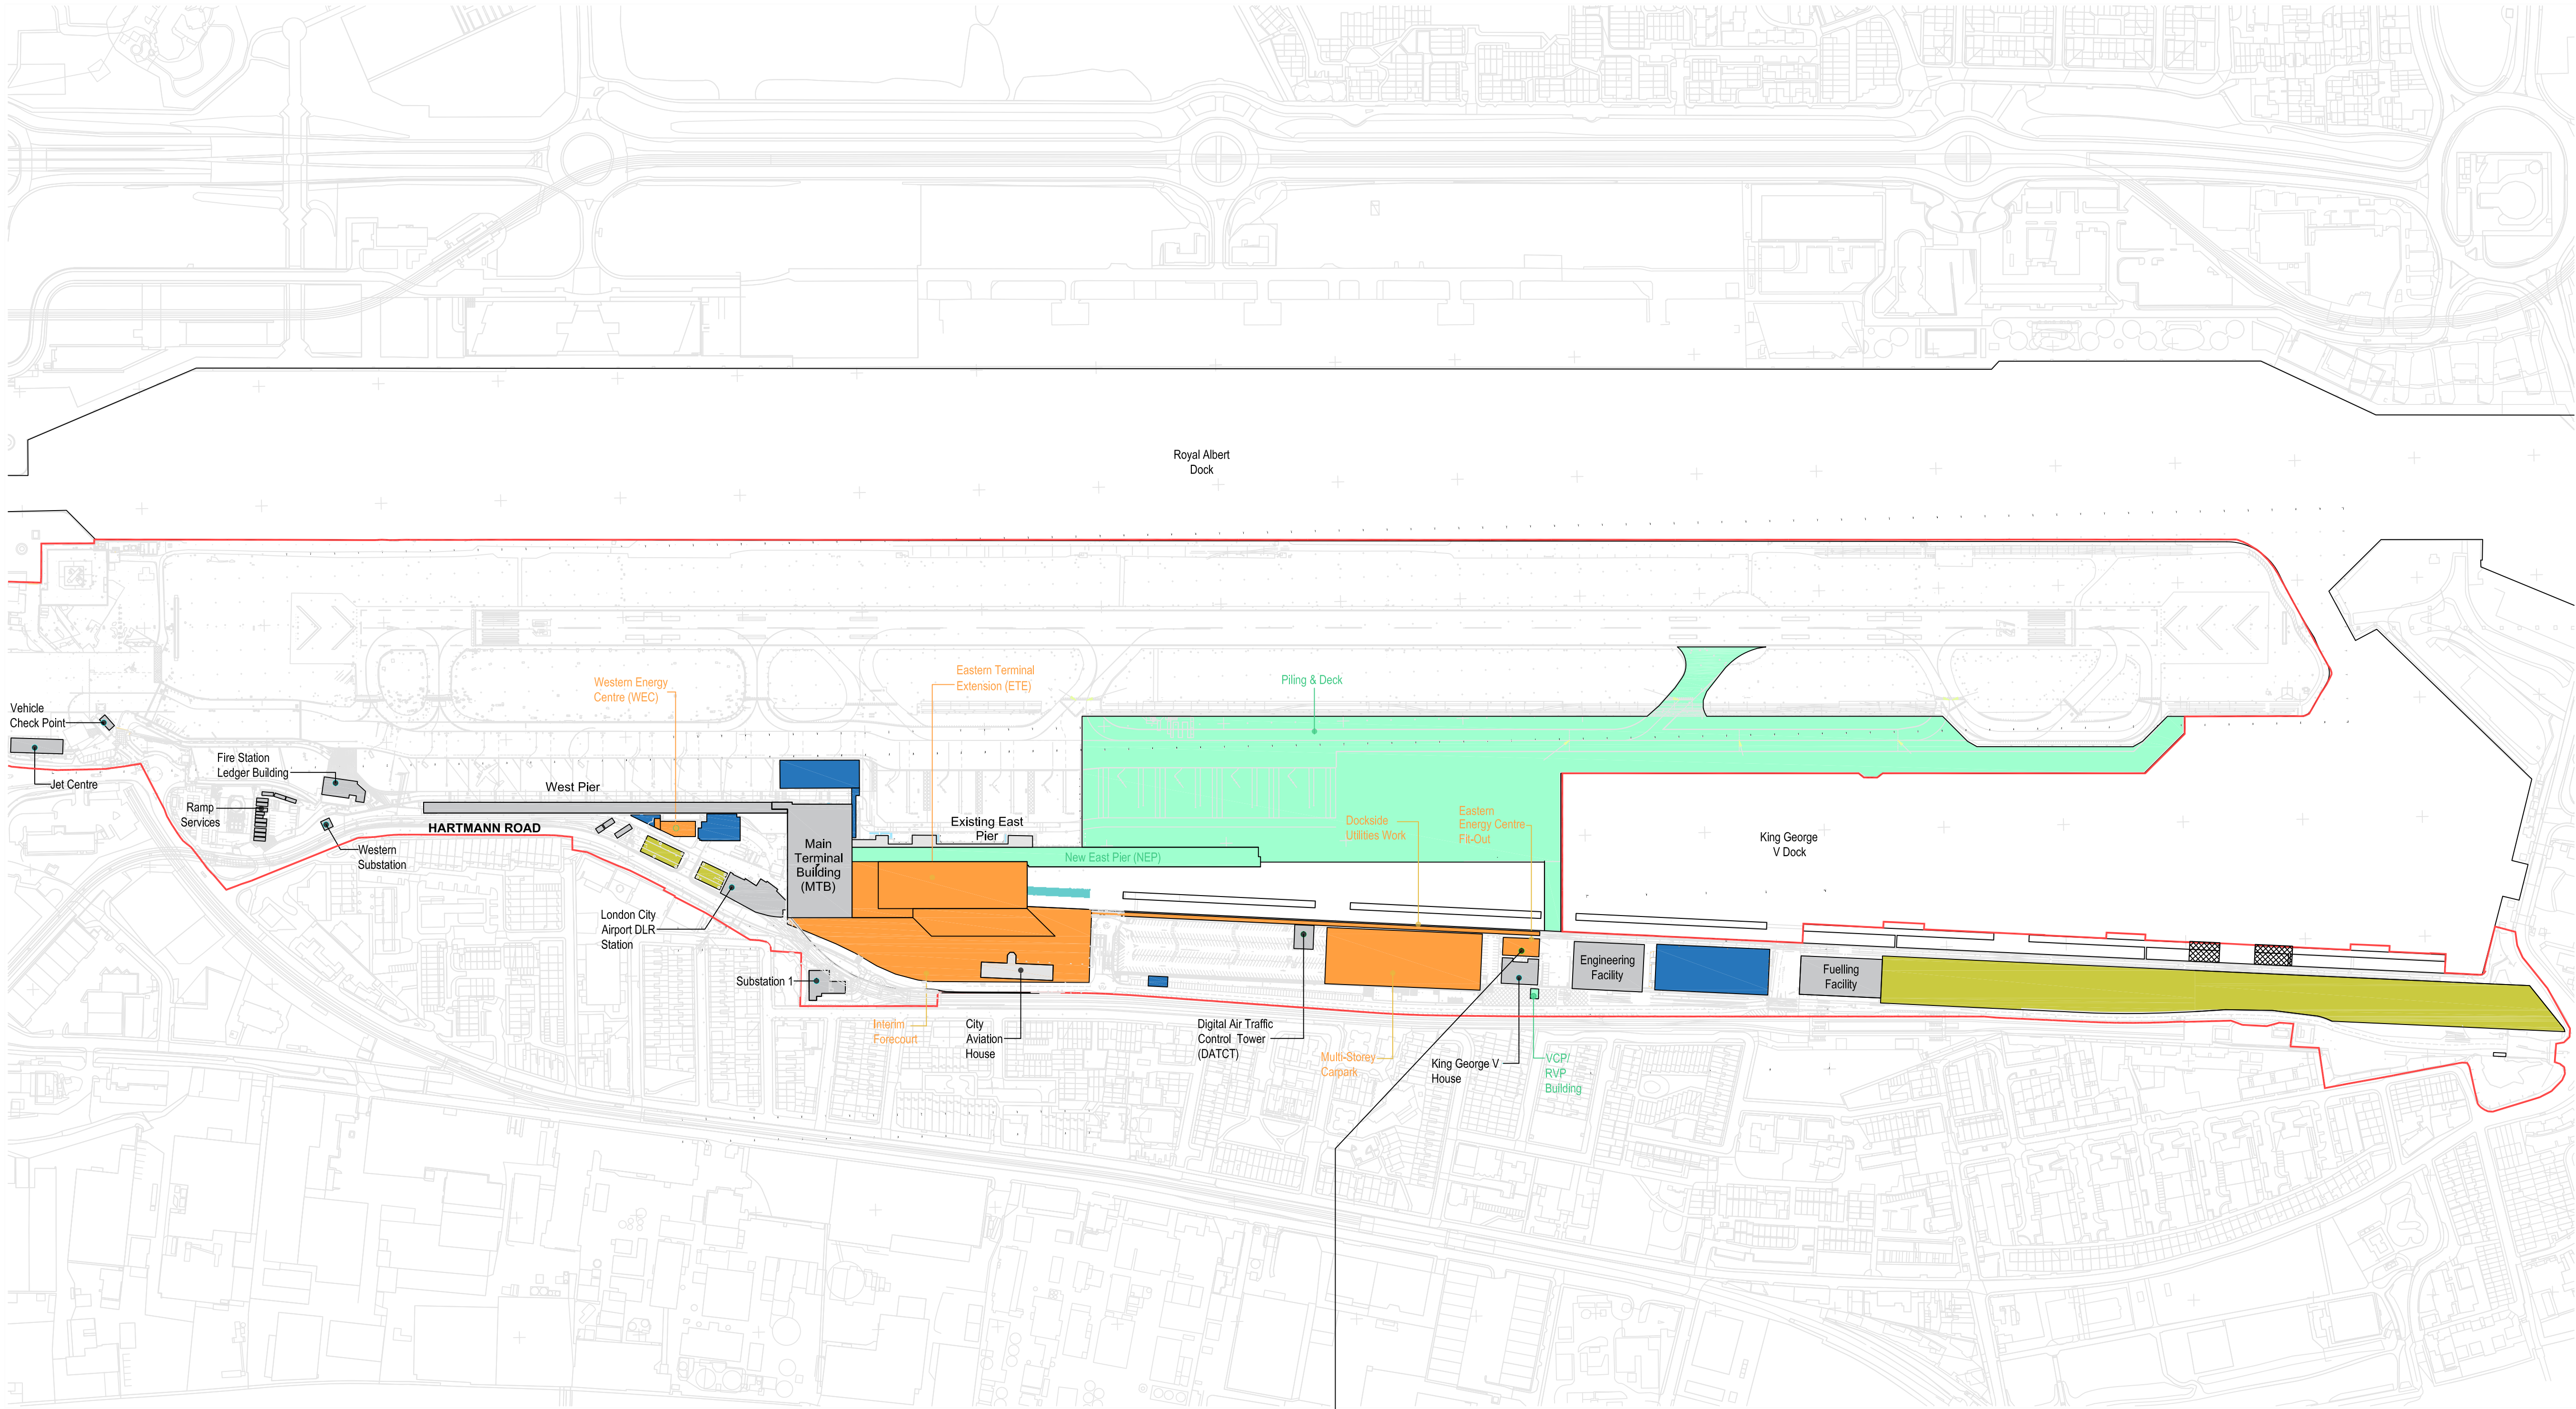 Royal Albert
Dock
Eastern Terminal
Extension (ETE)
Western Energy
Centre (WEC)
Piling & Deck
Vehicle
Check Point
Jet Centre
Fire Station
Ledger Building
West Pier
Ramp
Services
HARTMANN ROAD
Western
Substation
Existing East
Pier
Main
Terminal
Building
(MTB)
New East Pier (NEP)
Dockside
Utilities Work
Eastern
Energy Centre
Fit-Out
King George
V Dock
London City
Airport DLR
Station
Substation 1
Engineering
Facility
Fuelling
Facility
Interim
Forecourt
City
Aviation
House
Digital Air Traffic
Control Tower
(DATCT)
Multi-Storey
Carpark
King George V
House
VCP/
RVP
Building
27